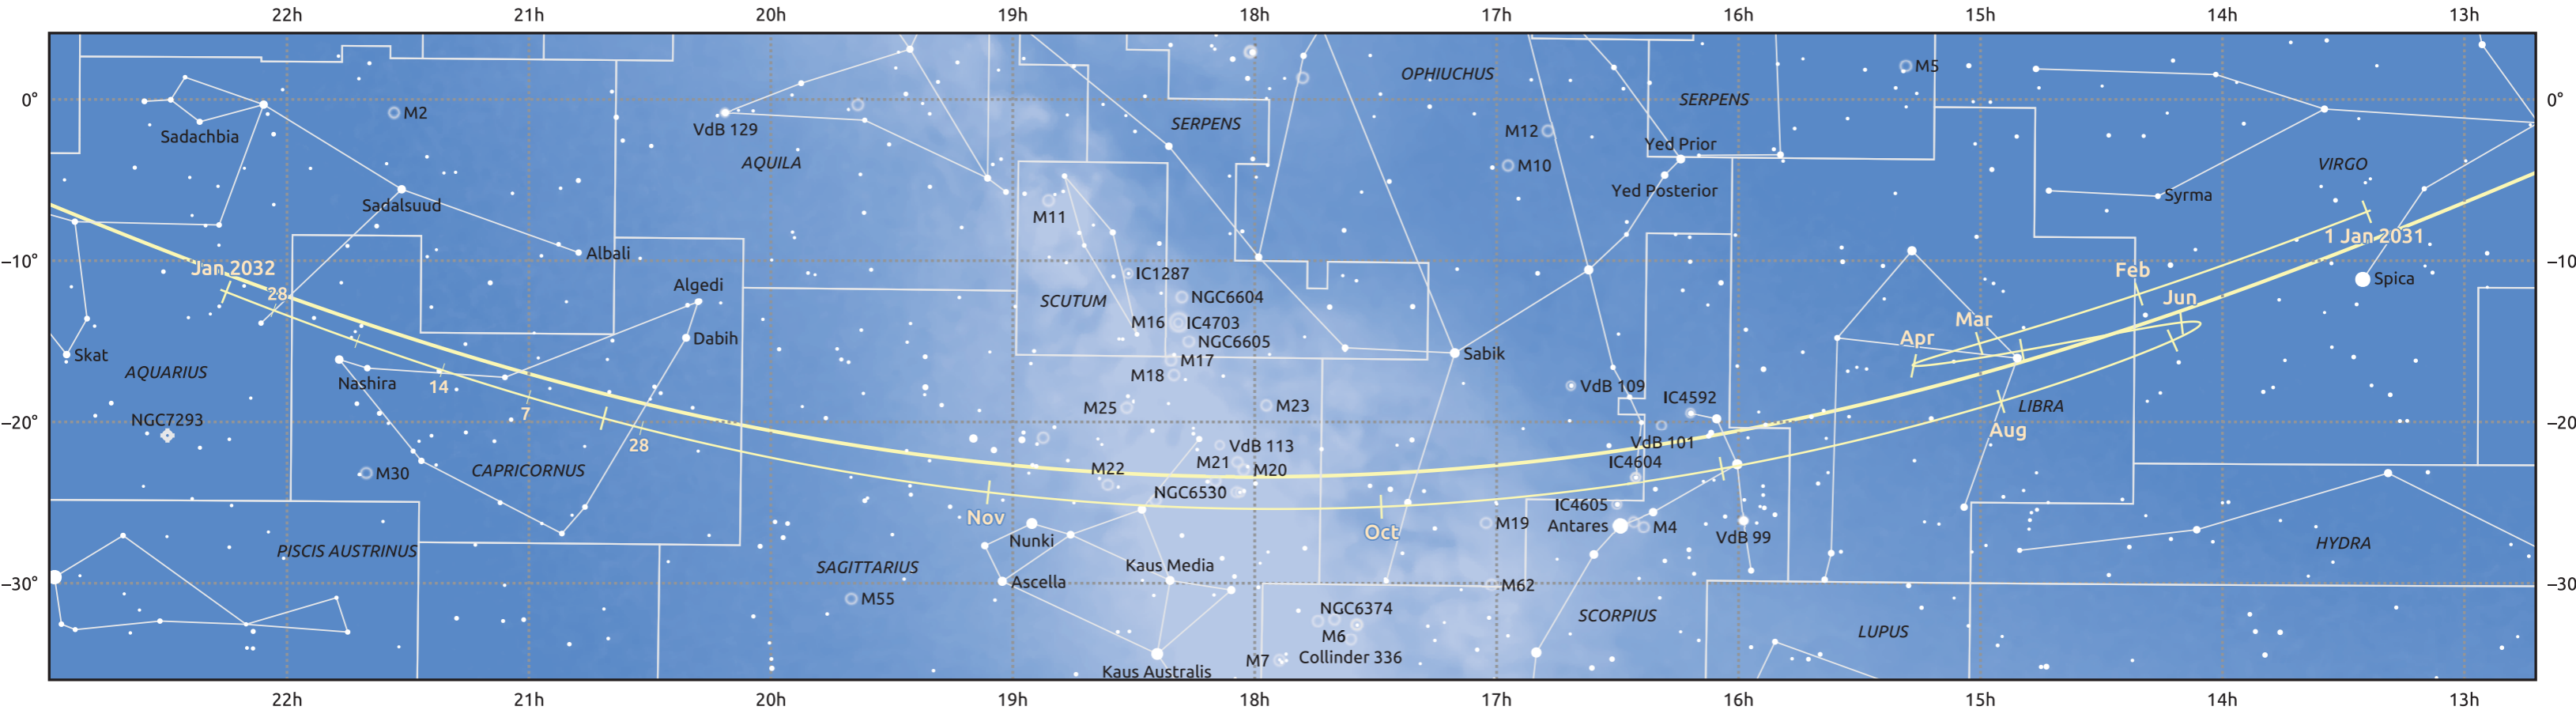 22h 21h 20h 19h 18h 17h 16h 15h 14h 13h
OPHIUCHUS
M5
0° 0°
SERPENS
M2
SERPENS
VdB 129
M12
Sadachbia
Yed Prior
AQUILA
M10
VIRGO
Yed Posterior
Syrma
Sadalsuud
M11
1 Jan 2031
Albali
−10° −10
Jan 2032
Feb
IC1287
Spica
Algedi
28
NGC6604
Jun
SCUTUM
Mar
M16 IC4703
Dabih
Apr
NGC6605
Skat
Sabik
M17
AQUARIUS
M18
Nashira
14
VdB 109
IC4592
M25
M23
LIBRA
7
NGC7293
−20° −20
Aug
28
VdB 113
VdB 101
M21
IC4604
M22
M20
CAPRICORNUS
M30
NGC6530
IC4605
Nov
M19
Antares
M4
Oct
VdB 99
Nunki
HYDRA
PISCIS AUSTRINUS
Kaus Media
SAGITTARIUS
Ascella
−30° −30
M62
M55
NGC6374
SCORPIUS
LUPUS
M6
Collinder 336
M7
Kaus Australis
22h 21h 20h 19h 18h 17h 16h 15h 14h 13h